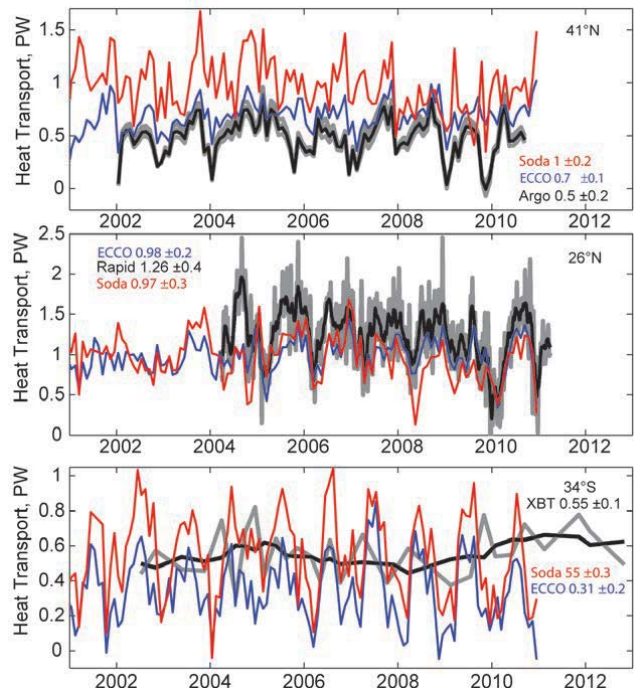 Heat Transport, PW
1.5
1
0.5
0
41°N
Soda 1 ±0.2
ECCO 0.7 ±0.1
Argo 0.5 ±0.2
2002 2004 2006 2008 2010 2012
Heat Transport, PW
2.5
2
1.5
1
0.5
0
ECCO 0.98 ±0.2
Rapid 1.26 ±0.4
Soda 0.97 ±0.3
26°N
2002 2004 2006 2008 2010 2012
Heat Transport, PW
1
0.8
0.6
0.4
0.2
0
34°S
XBT 0.55 ±0.1
Soda 55 ±0.3
ECCO 0.31 ±0.2
2002 2004 2006 2008 2010 2012